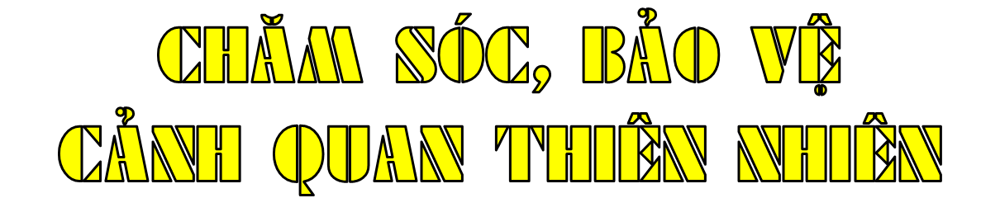 CHĂM SÓC, BẢO VỆ
CẢNH QUAN THIÊN NHIÊN